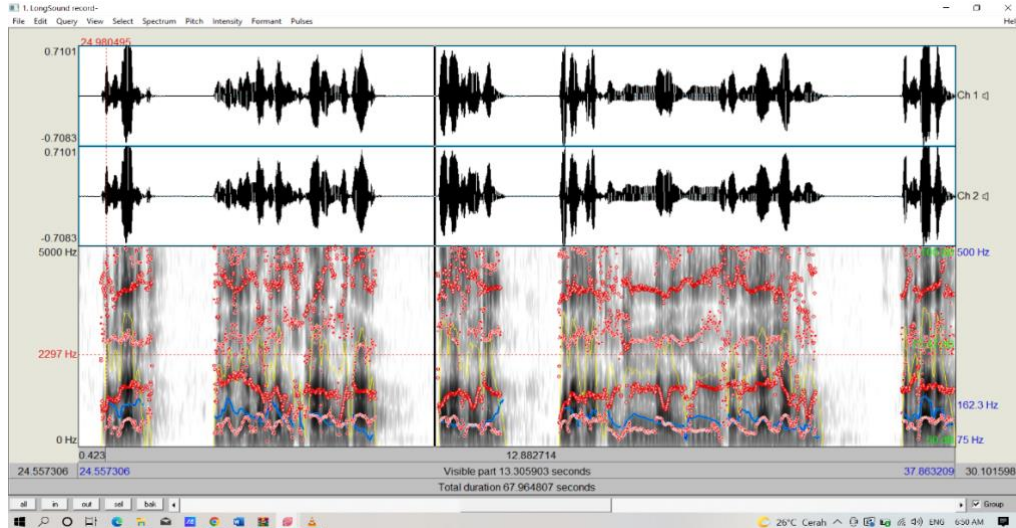 1. LongSound record-
File Edit Query View Select Spectrum Pitch Intensity Formant Pulses Hel
24.980495
0.7101
Ch 1
-0.7083
0.7101
Ch 2
-0.7083
5000 Hz 500 Hz
2297 Hz
162.3 Hz
0 Hz 75 Hz
0.423 12.882714
24.557306 24.557306 Visible part 13.305903 seconds 37.863209 30.101598
Total duration 67.964807 seconds
all in out sel bak Group
26°C Cerah ENG 6:50 AM